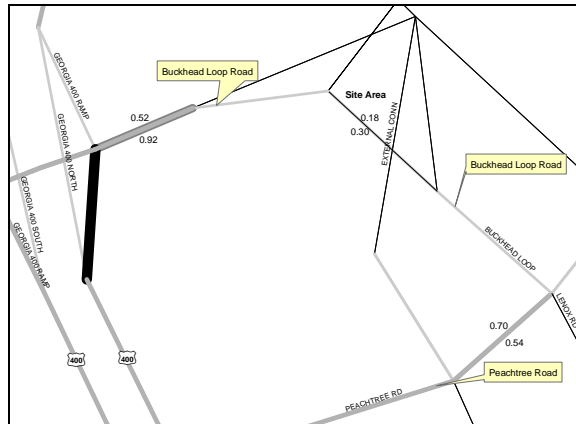 GEORGIA 400 RAMP
Buckhead Loop Road
Site Area
0.52
0.18
0.92
0.30
EXTERNAL CONN
GEORGIA 400 NORTH
Buckhead Loop Road
GEORGIA 400 SOUTH
GEORGIA 400 RAMP
BUCKHEAD LOOP
LENOX RD
0.70
0.54
400
400
Peachtree Road
PEACHTREE RD